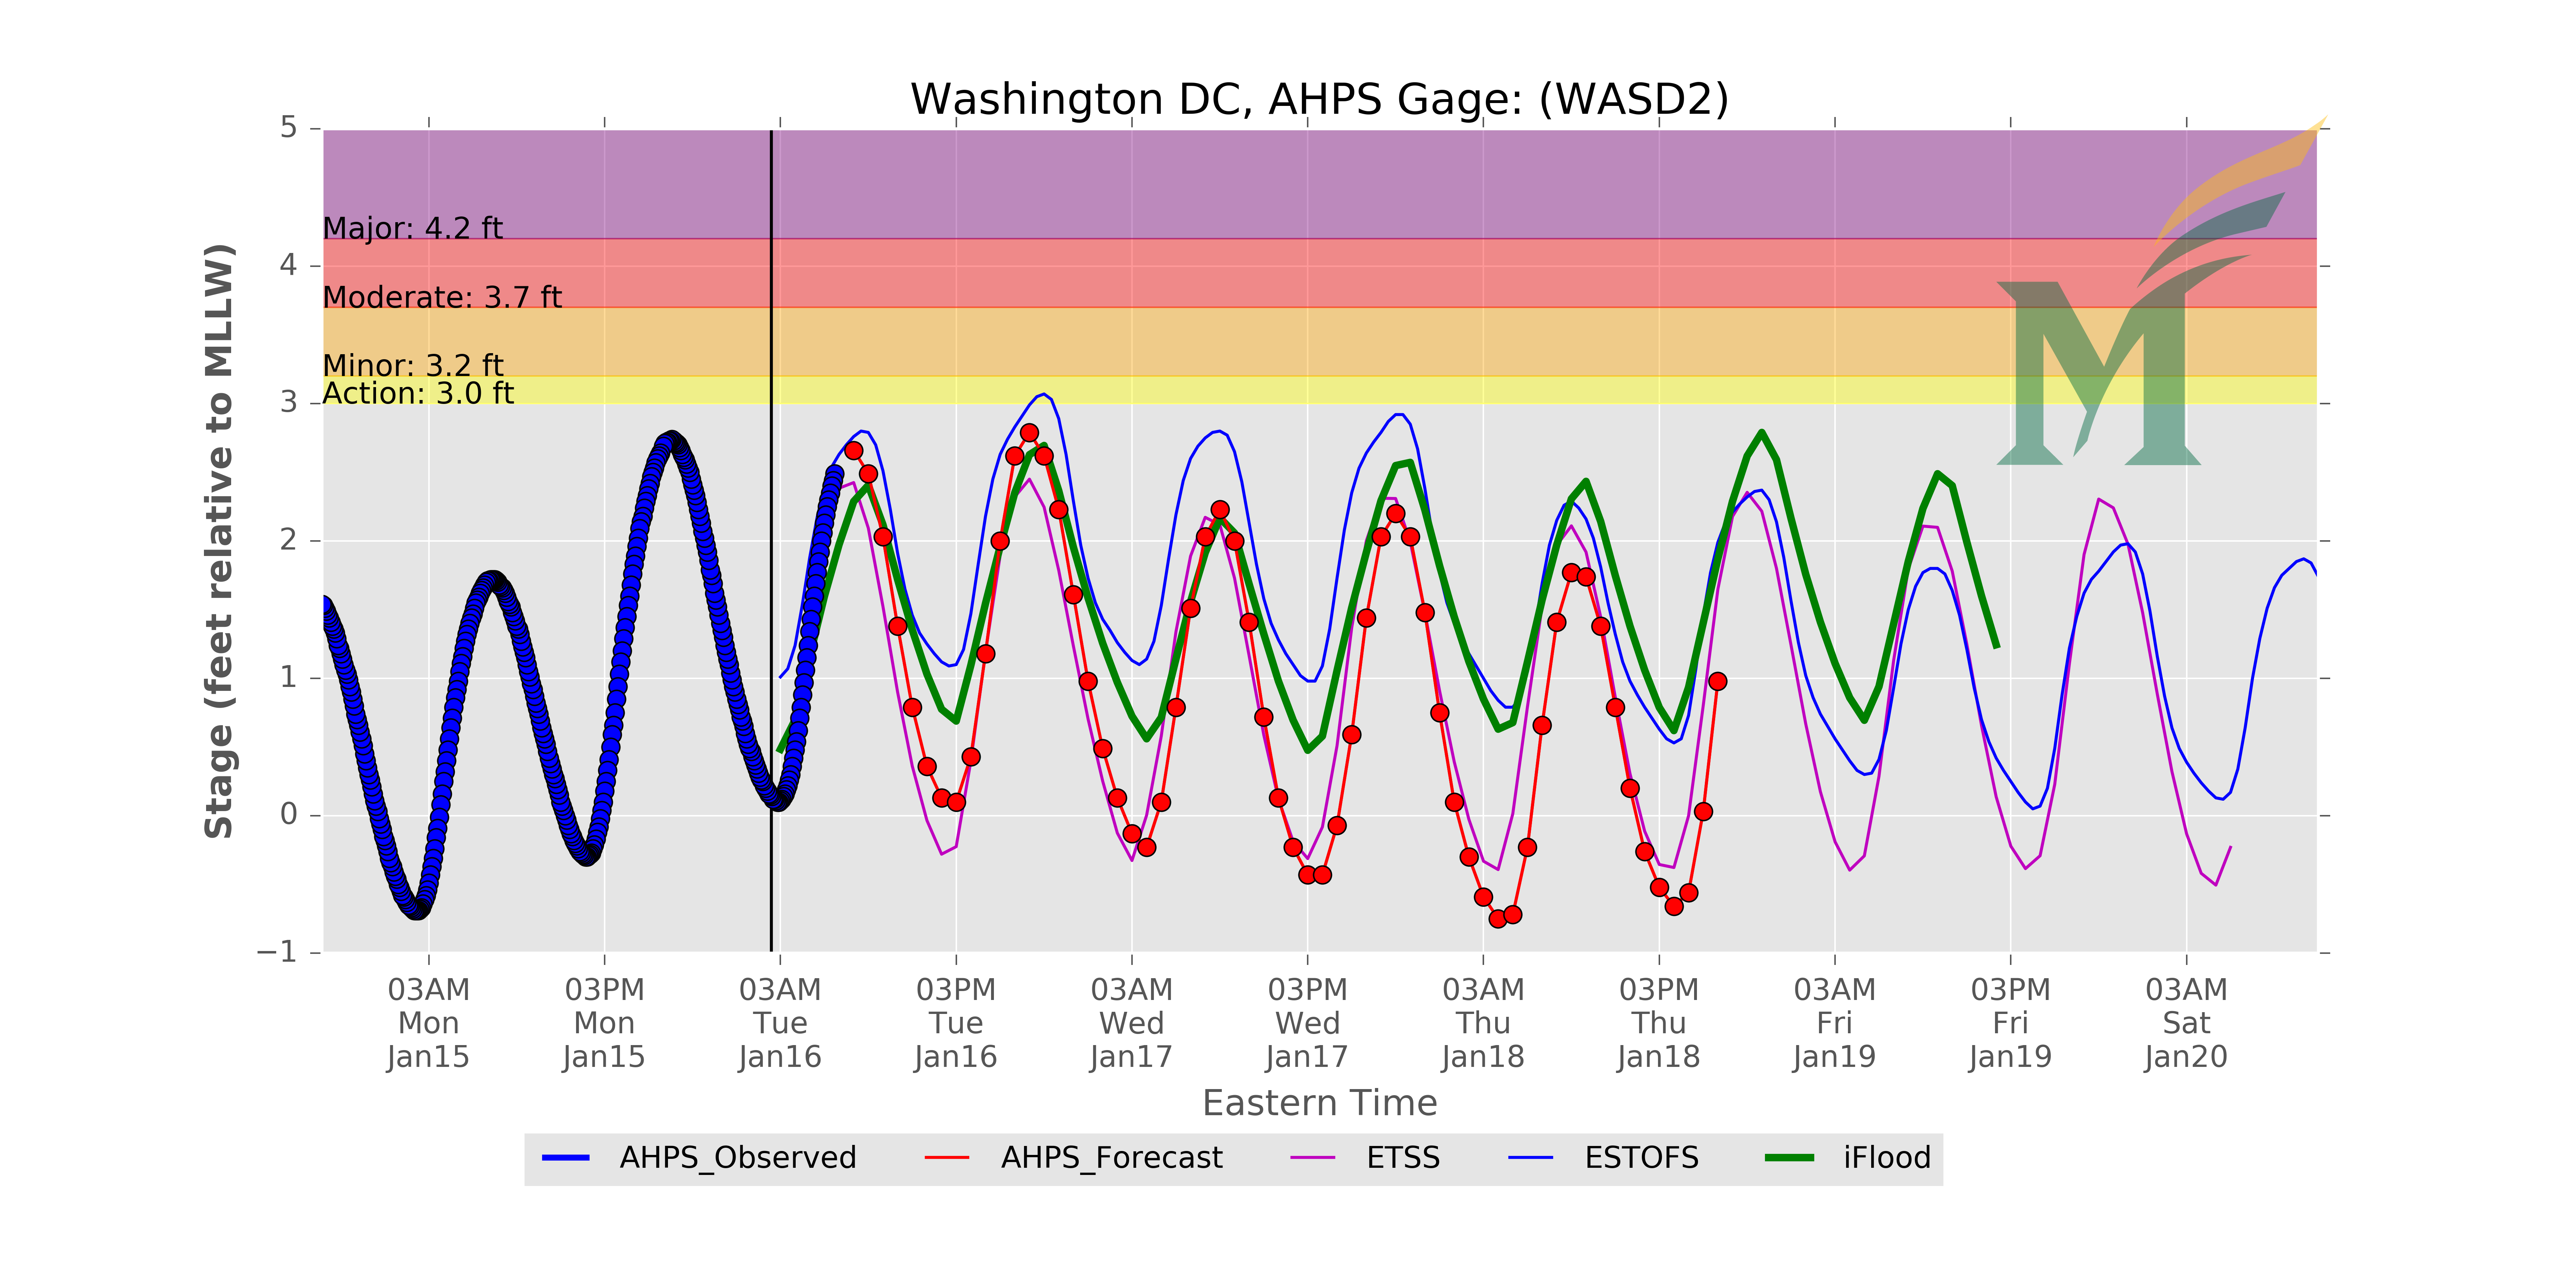 Washington DC, AHPS Gage: (WASD2)
Stage (feet relative to MLLW)
5
4
3
2
1
0
−1
Major: 4.2 ft
Moderate: 3.7 ft
Minor: 3.2 ft
Action: 3.0 ft
03AM 03PM 03AM 03PM 03AM 03PM 03AM 03PM 03AM 03PM 03AM
Mon Mon Tue Tue Wed Wed Thu Thu Fri Fri Sat
Jan15 Jan15 Jan16 Jan16 Jan17 Jan17 Jan18 Jan18 Jan19 Jan19 Jan20
Eastern Time
AHPS_Observed AHPS_Forecast ETSS ESTOFS iFlood